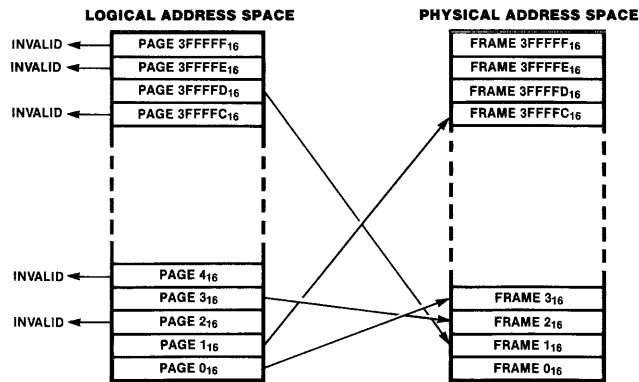 LOGICAL ADDRESS SPACE
INVALID PAGE 3FFFFF₁₆
INVALID PAGE 3FFFFE₁₆
PAGE 3FFFFD₁₆
INVALID PAGE 3FFFFC₁₆
INVALID PAGE 4₁₆
PAGE 3₁₆
INVALID PAGE 2₁₆
PAGE 1₁₆
PAGE 0₁₆
PHYSICAL ADDRESS SPACE
FRAME 3FFFFF₁₆
FRAME 3FFFFE₁₆
FRAME 3FFFFD₁₆
FRAME 3FFFFC₁₆
FRAME 3₁₆
FRAME 2₁₆
FRAME 1₁₆
FRAME 0₁₆